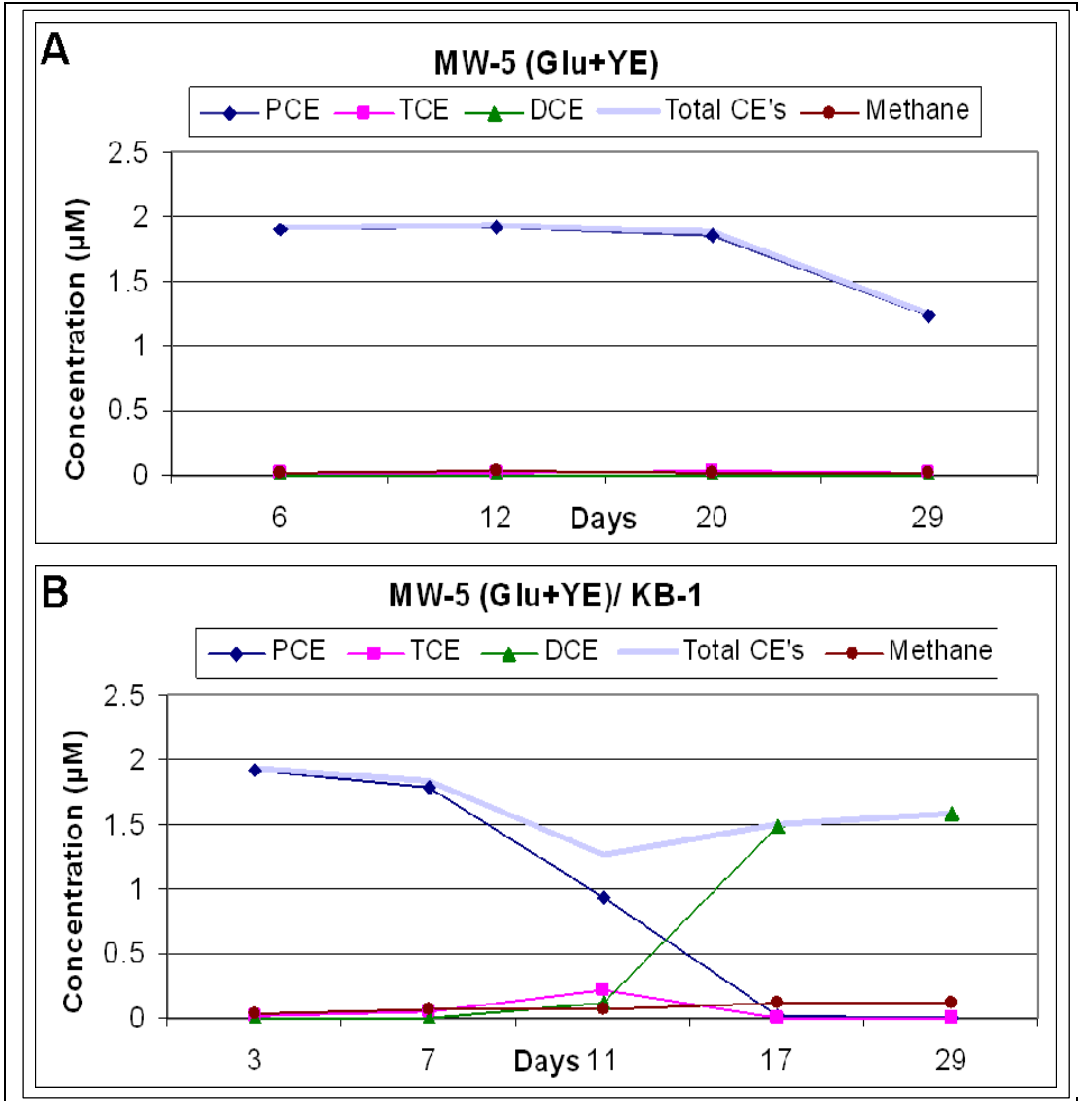 A
MW-5 (Glu+YE)
PCE TCE DCE Total CE's Methane
Concentration (µM)
2.5
2
1.5
1
0.5
0
6 12 Days 20 29
B
MW-5 (Glu+YE)/ KB-1
PCE TCE DCE Total CE's Methane
Concentration (µM)
2.5
2
1.5
1
0.5
0
3 7 Days 11 17 29